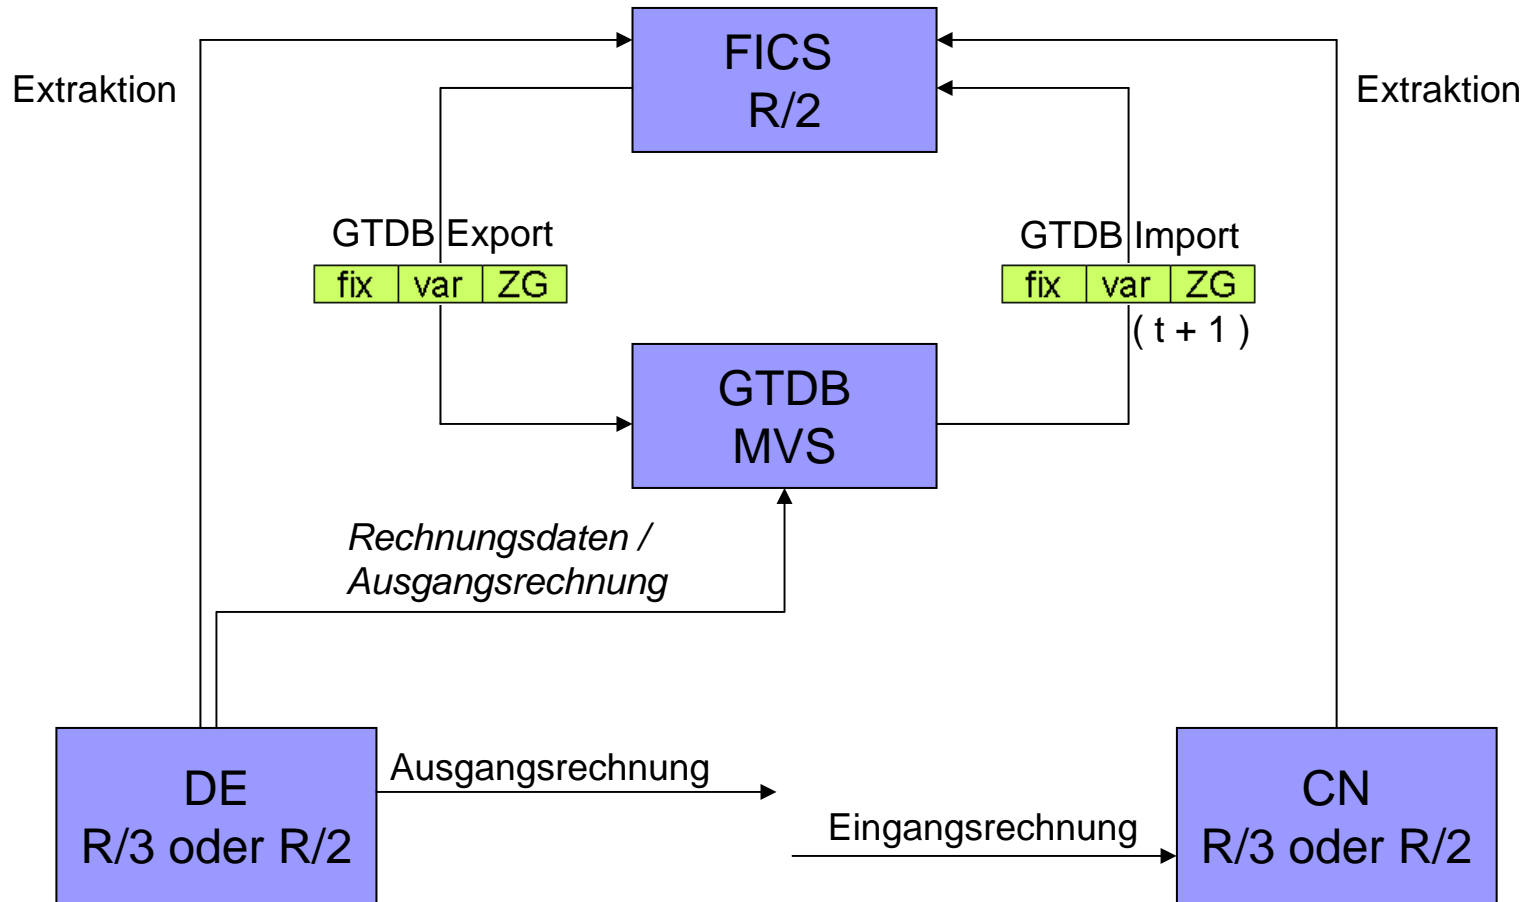 FICS
R/2
Extraktion
Extraktion
GTDB Export
fix var ZG
GTDB Import
fix var ZG
( t + 1 )
GTDB
MVS
Rechnungsdaten /
Ausgangsrechnung
DE
R/3 oder R/2
Ausgangsrechnung
Eingangsrechnung
CN
R/3 oder R/2